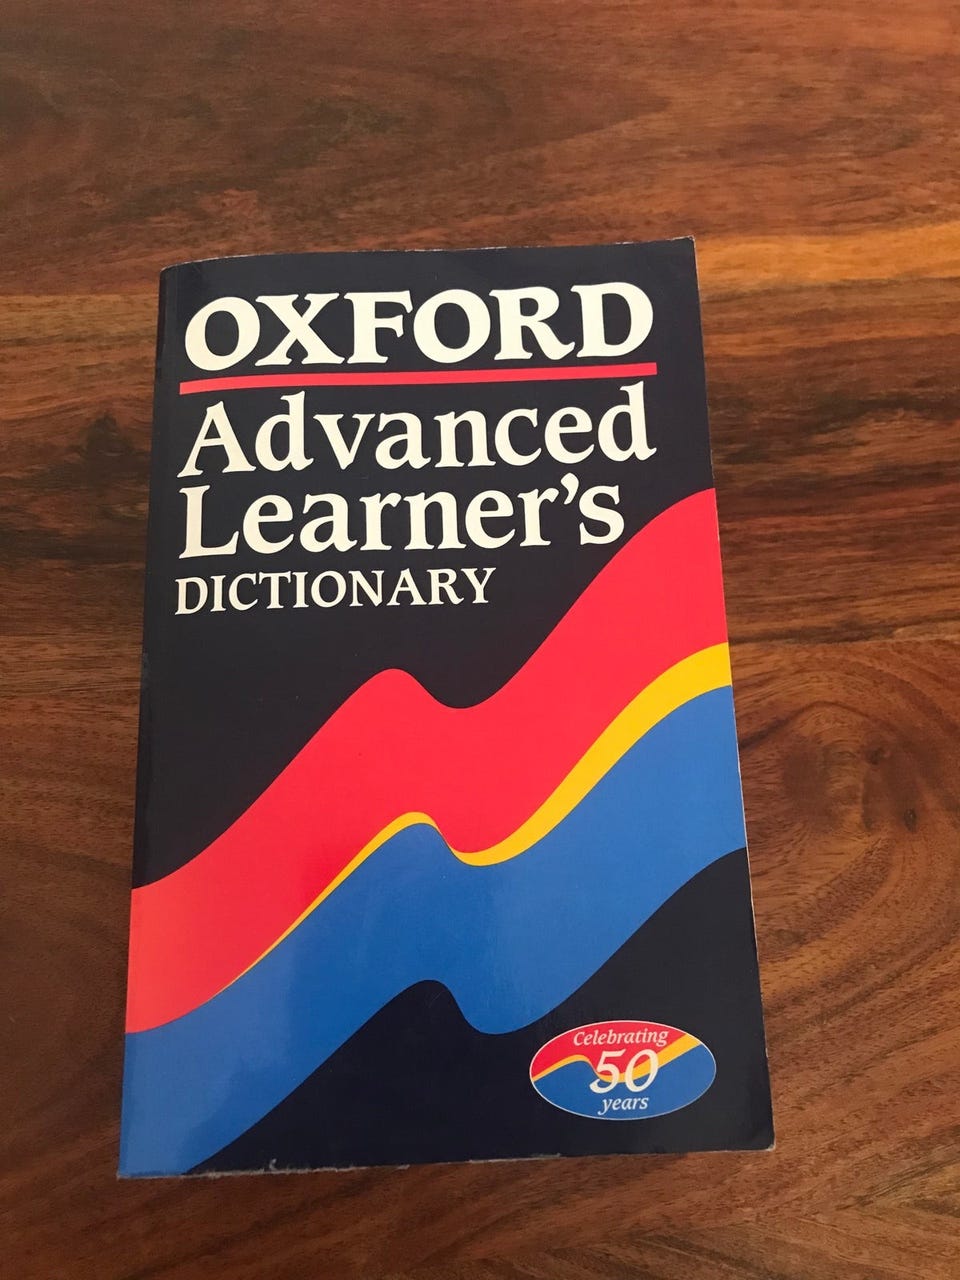 OXFORD
Advanced
Learner's
DICTIONARY
Celebrating
50
years